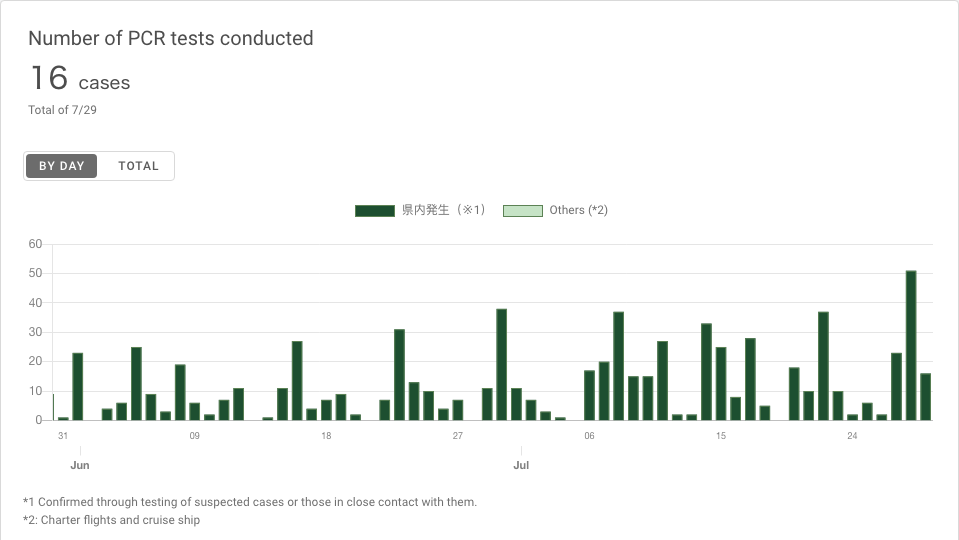 Number of PCR tests conducted
16 cases
Total of 7/29
BY DAY TOTAL
県内発生（※1） Others (*2)
60
50
40
30
20
10
0
31 09 18 27 06 15 24
Jun Jul
*1 Confirmed through testing of suspected cases or those in close contact with them.
*2: Charter flights and cruise ship